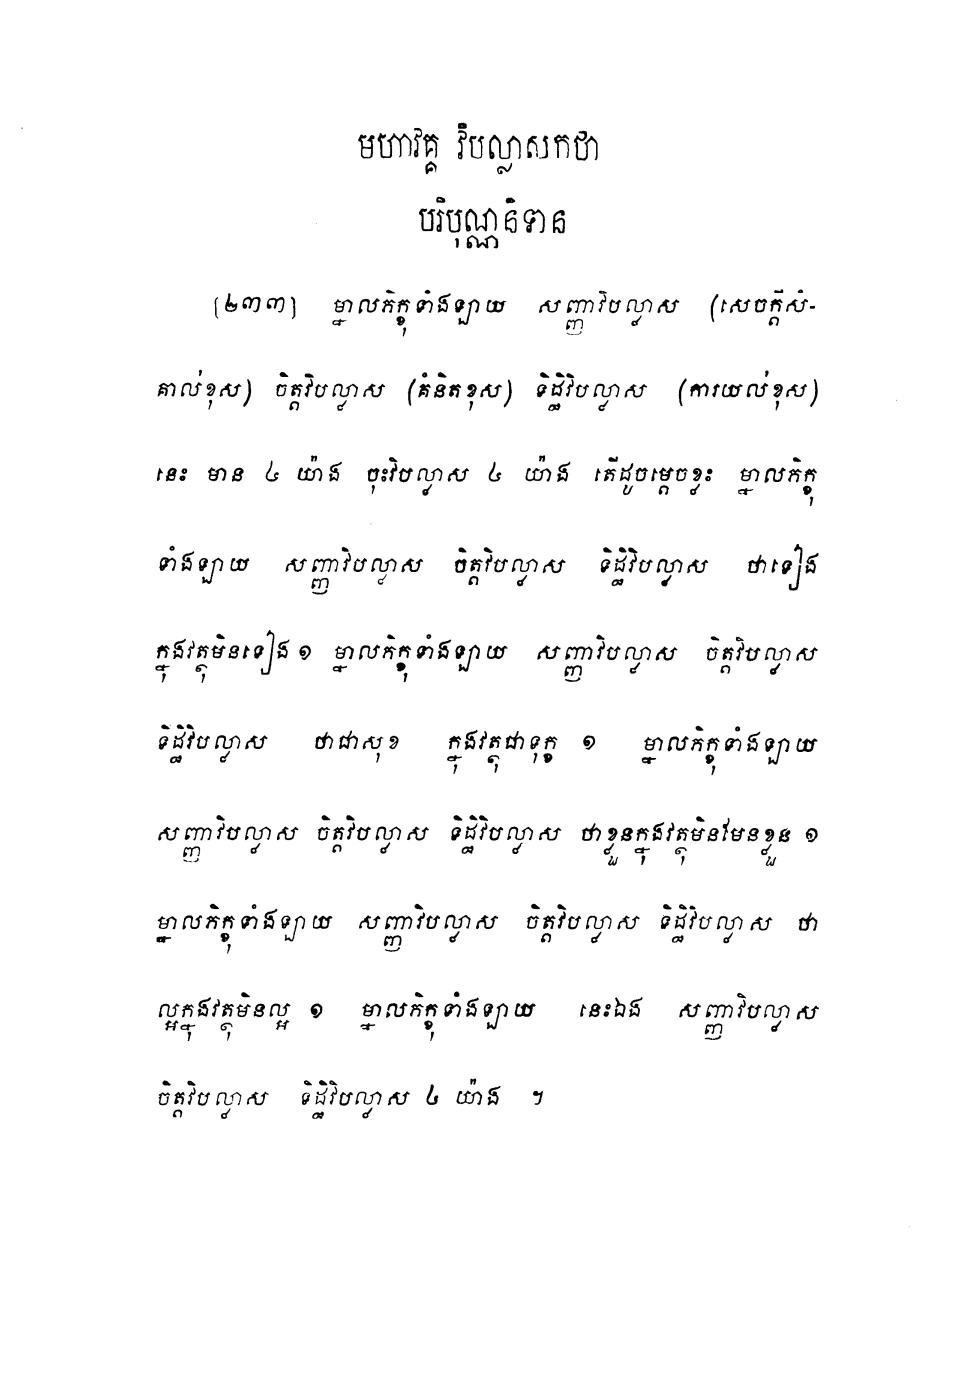 មហាវគ្គ វិបល្លាសកថា
បរិបុណ្ណនិទាន
[២៣៣] ម្នាលភិក្ខុទាំងឡាយ សញ្ញាវិបល្លាស (សេចក្តីសំ-
គាល់ខុស) ចិត្តវិបល្លាស (គំនិតខុស) ទិដ្ឋិវិបល្លាស (ការយល់ខុស)
នេះ មាន ៤ យ៉ាង ចុះវិបល្លាស ៤ យ៉ាង តើដូចម្តេចខ្លះ ម្នាលភិក្ខុ
ទាំងឡាយ សញ្ញាវិបល្លាស ចិត្តវិបល្លាស ទិដ្ឋិវិបល្លាស ថាទៀង
ក្នុងវត្ថុមិនទៀង ១ ម្នាលភិក្ខុទាំងឡាយ សញ្ញាវិបល្លាស ចិត្តវិបល្លាស
ទិដ្ឋិវិបល្លាស ថាជាសុខ ក្នុងវត្ថុជាទុក្ខ ១ ម្នាលភិក្ខុទាំងឡាយ
សញ្ញាវិបល្លាស ចិត្តវិបល្លាស ទិដ្ឋិវិបល្លាស ថាខ្លួនក្នុងវត្ថុមិនមែនខ្លួន ១
ម្នាលភិក្ខុទាំងឡាយ សញ្ញាវិបល្លាស ចិត្តវិបល្លាស ទិដ្ឋិវិបល្លាស ថា
ល្អក្នុងវត្ថុមិនល្អ ១ ម្នាលភិក្ខុទាំងឡាយ នេះឯង សញ្ញាវិបល្លាស
ចិត្តវិបល្លាស ទិដ្ឋិវិបល្លាស ៤ យ៉ាង ។